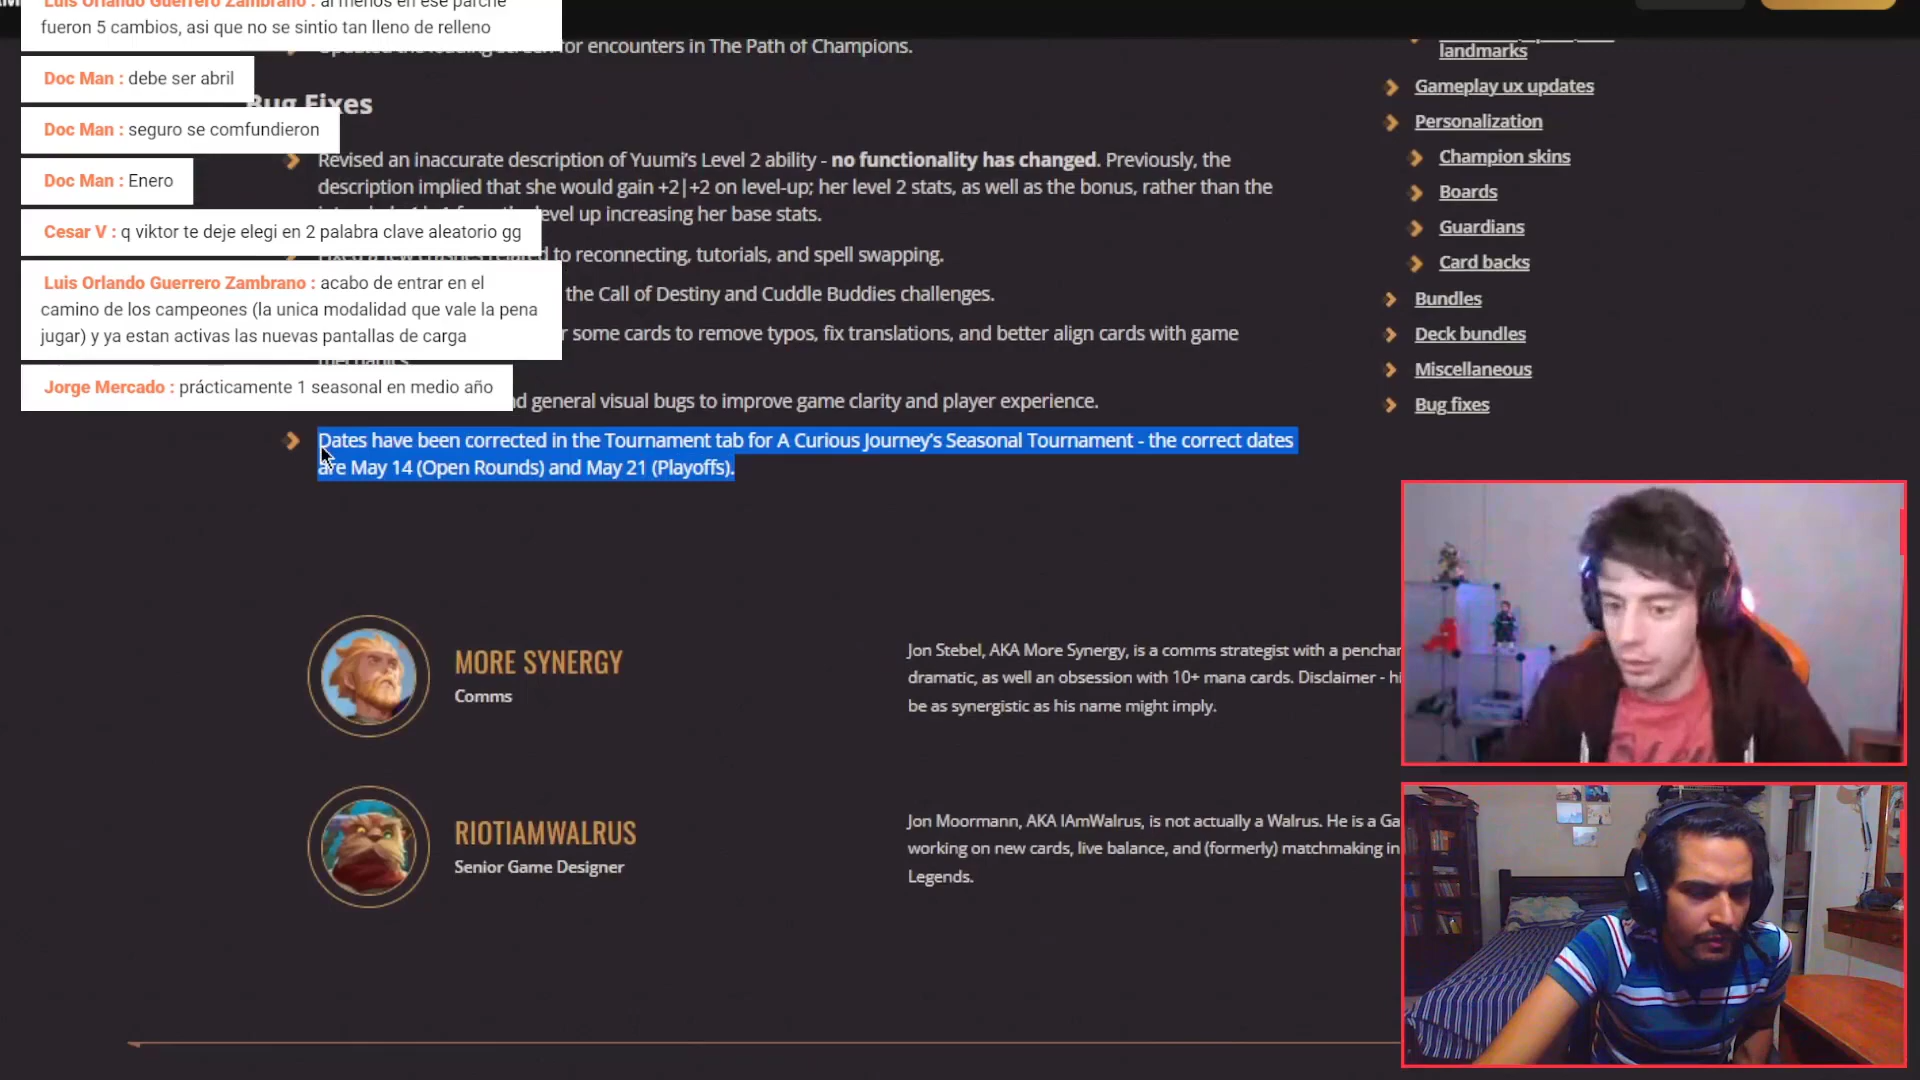 Luis Orlando Guerrero Zambrano : al menos en ese parche
fueron 5 cambios, asi que no se sintio tan lleno de relleno
Doc Man : debe ser abril
Doc Man : seguro se comfundieron
Doc Man : Enero
Cesar V : q viktor te deje elegi en 2 palabra clave aleatorio gg
Luis Orlando Guerrero Zambrano : acabo de entrar en el
camino de los campeones (la unica modalidad que vale la pena
jugar) y ya estan activas las nuevas pantallas de carga
Jorge Mercado : prácticamente 1 seasonal en medio año
for encounters in The Path of Champions.
Bug Fixes
Revised an inaccurate description of Yuumi's Level 2 ability - no functionality has changed. Previously, the
description implied that she would gain +2|+2 on level-up; her level 2 stats, as well as the bonus, rather than the
level up increasing her base stats.
to reconnecting, tutorials, and spell swapping.
the Call of Destiny and Cuddle Buddies challenges.
some cards to remove typos, fix translations, and better align cards with game
mechanics.
general visual bugs to improve game clarity and player experience.
Dates have been corrected in the Tournament tab for A Curious Journey's Seasonal Tournament - the correct dates
are May 14 (Open Rounds) and May 21 (Playoffs).
MORE SYNERGY
Comms
Jon Stebel, AKA More Synergy, is a comms strategist with a
dramatic, as well an obsession with 10+ mana cards. Disclaimer -
be as synergistic as his name might imply.
RIOTIAMWALRUS
Senior Game Designer
Jon Moormann, AKA IAmWalrus, is not actually a Walrus. He is a
working on new cards, live balance, and (formerly) matchmaking in
Legends.
landmarks
Gameplay ux updates
Personalization
Champion skins
Boards
Guardians
Card backs
Bundles
Deck bundles
Miscellaneous
Bug fixes